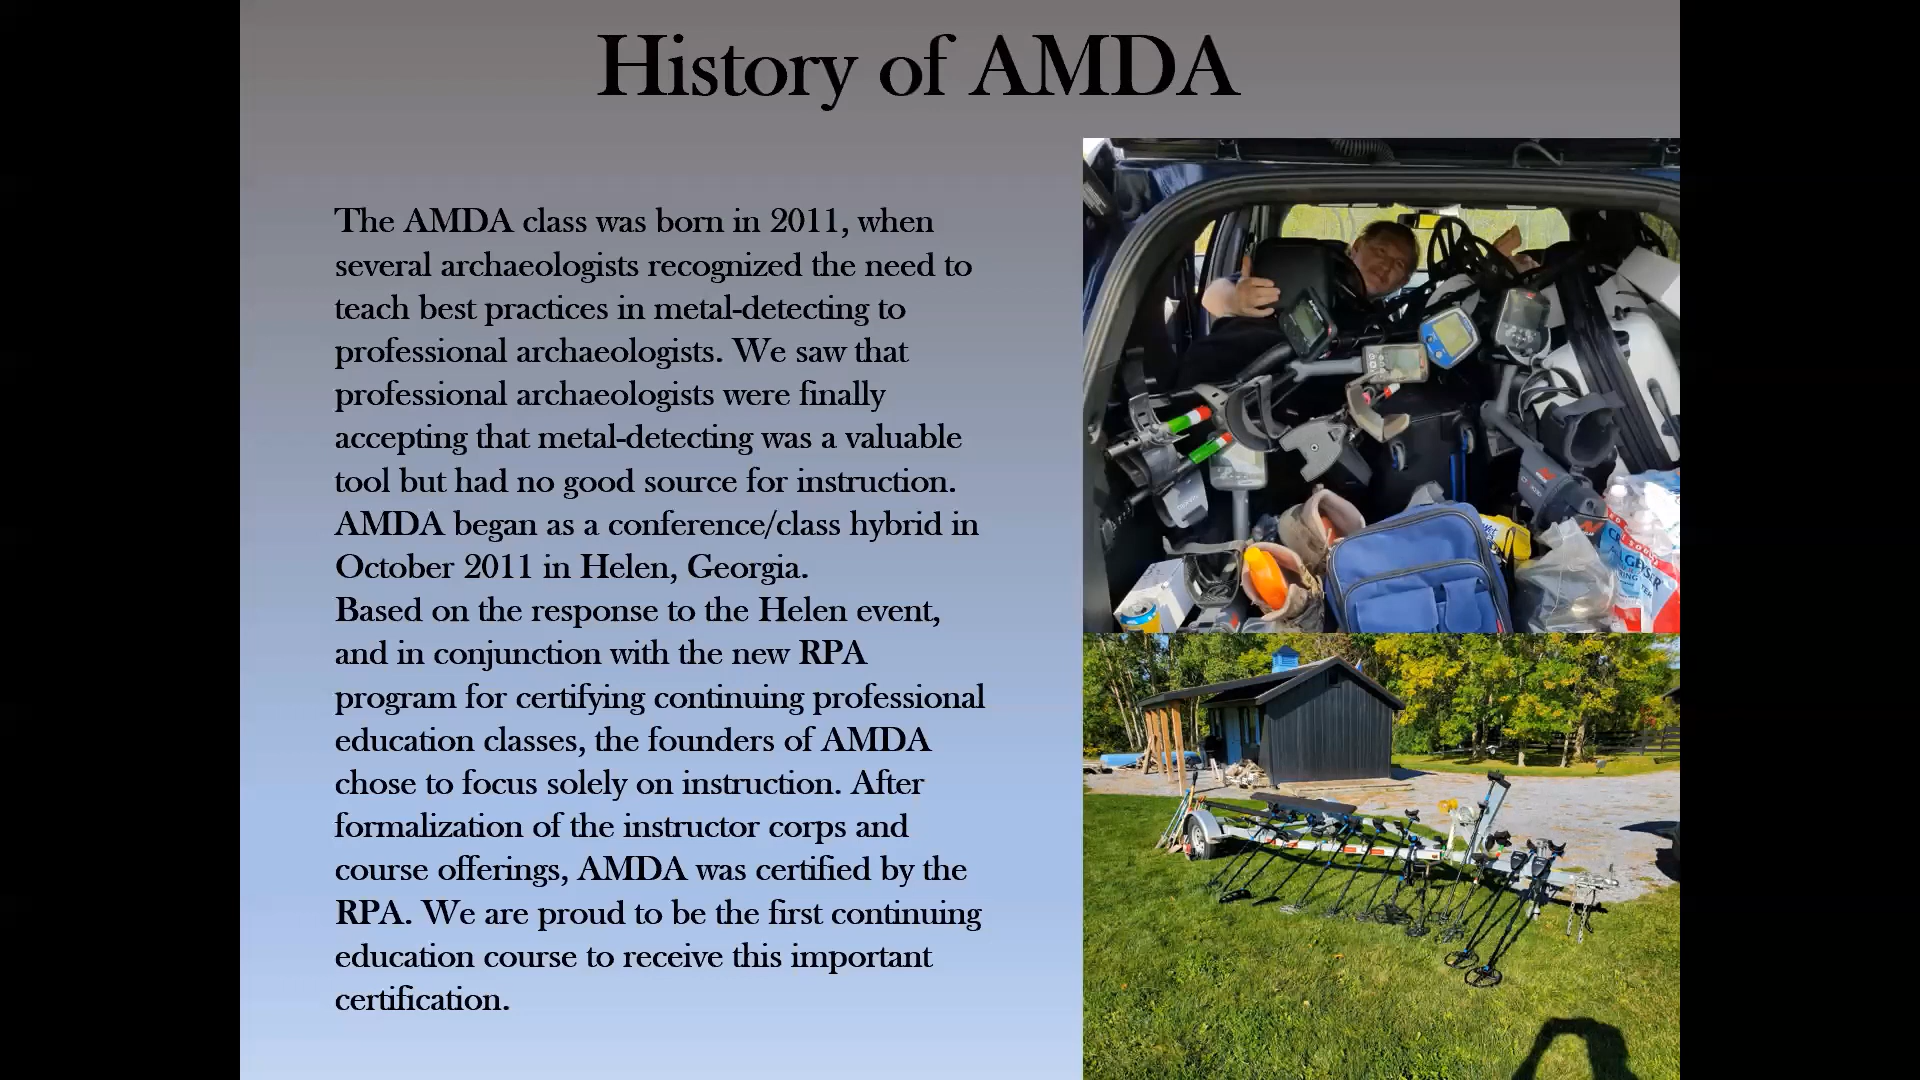 History of AMDA
The AMDA class was born in 2011, when
several archaeologists recognized the need to
teach best practices in metal-detecting to
professional archaeologists. We saw that
professional archaeologists were finally
accepting that metal-detecting was a valuable
tool but had no good source for instruction.
AMDA began as a conference/class hybrid in
October 2011 in Helen, Georgia.
Based on the response to the Helen event,
and in conjunction with the new RPA
program for certifying continuing professional
education classes, the founders of AMDA
chose to focus solely on instruction. After
formalization of the instructor corps and
course offerings, AMDA was certified by the
RPA. We are proud to be the first continuing
education course to receive this important
certification.